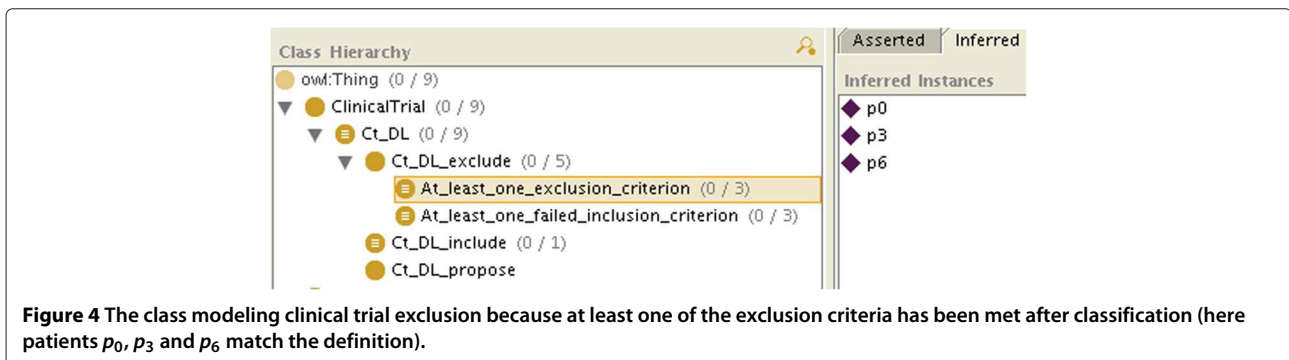 Class Hierarchy
owl:Thing (0 / 9)
ClinicalTrial (0 / 9)
Ct_DL (0 / 9)
Ct_DL_exclude (0 / 5)
At_least_one_exclusion_criterion (0 / 3)
At_least_one_failed_inclusion_criterion (0 / 3)
Ct_DL_include (0 / 1)
Ct_DL_propose
Asserted Inferred
Inferred Instances
p0
p3
p6
Figure 4 The class modeling clinical trial exclusion because at least one of the exclusion criteria has been met after classification (here
patients p0, p3 and p6 match the definition).